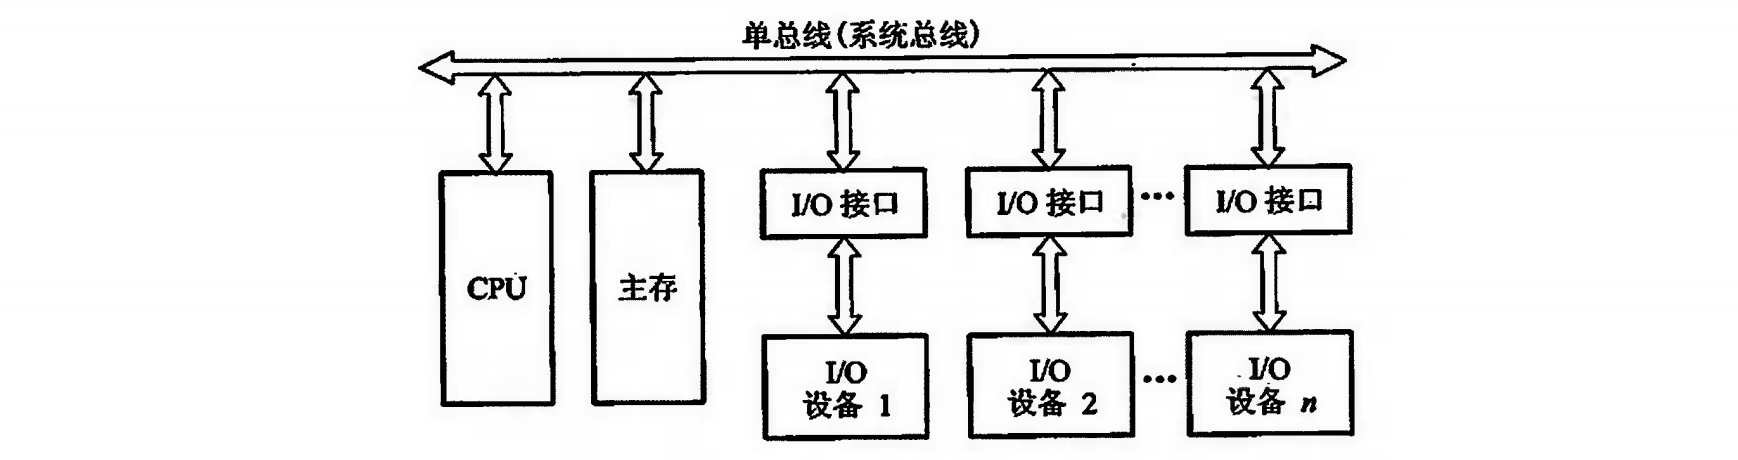 单总线(系统总线)
CPU
主存
I/O 接口
I/O 接口
···
I/O 接口
I/O
设备 1
I/O
设备 2
···
I/O
设备 n